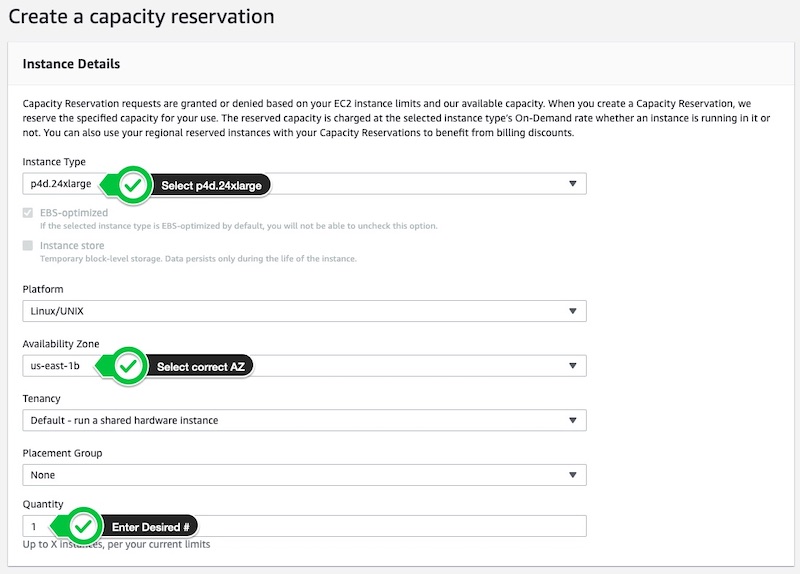 Create a capacity reservation
Instance Details
Capacity Reservation requests are granted or denied based on your EC2 instance limits and our available capacity. When you create a Capacity Reservation, we
reserve the specified capacity for your use. The reserved capacity is charged at the selected instance type's On-Demand rate whether an instance is running in it or
not. You can also use your regional reserved instances with your Capacity Reservations to benefit from billing discounts.
Instance Type
p4d.24xlarge Select p4d.24xlarge
EBS-optimized
If the selected instance type is EBS-optimized by default, you will not be able to uncheck this option.
Instance store
Temporary block-level storage. Data persists only during the life of the instance.
Platform
Linux/UNIX
Availability Zone
us-east-1b Select correct AZ
Tenancy
Default - run a shared hardware instance
Placement Group
None
Quantity
1 Enter Desired #
Up to X instances, per your current limits